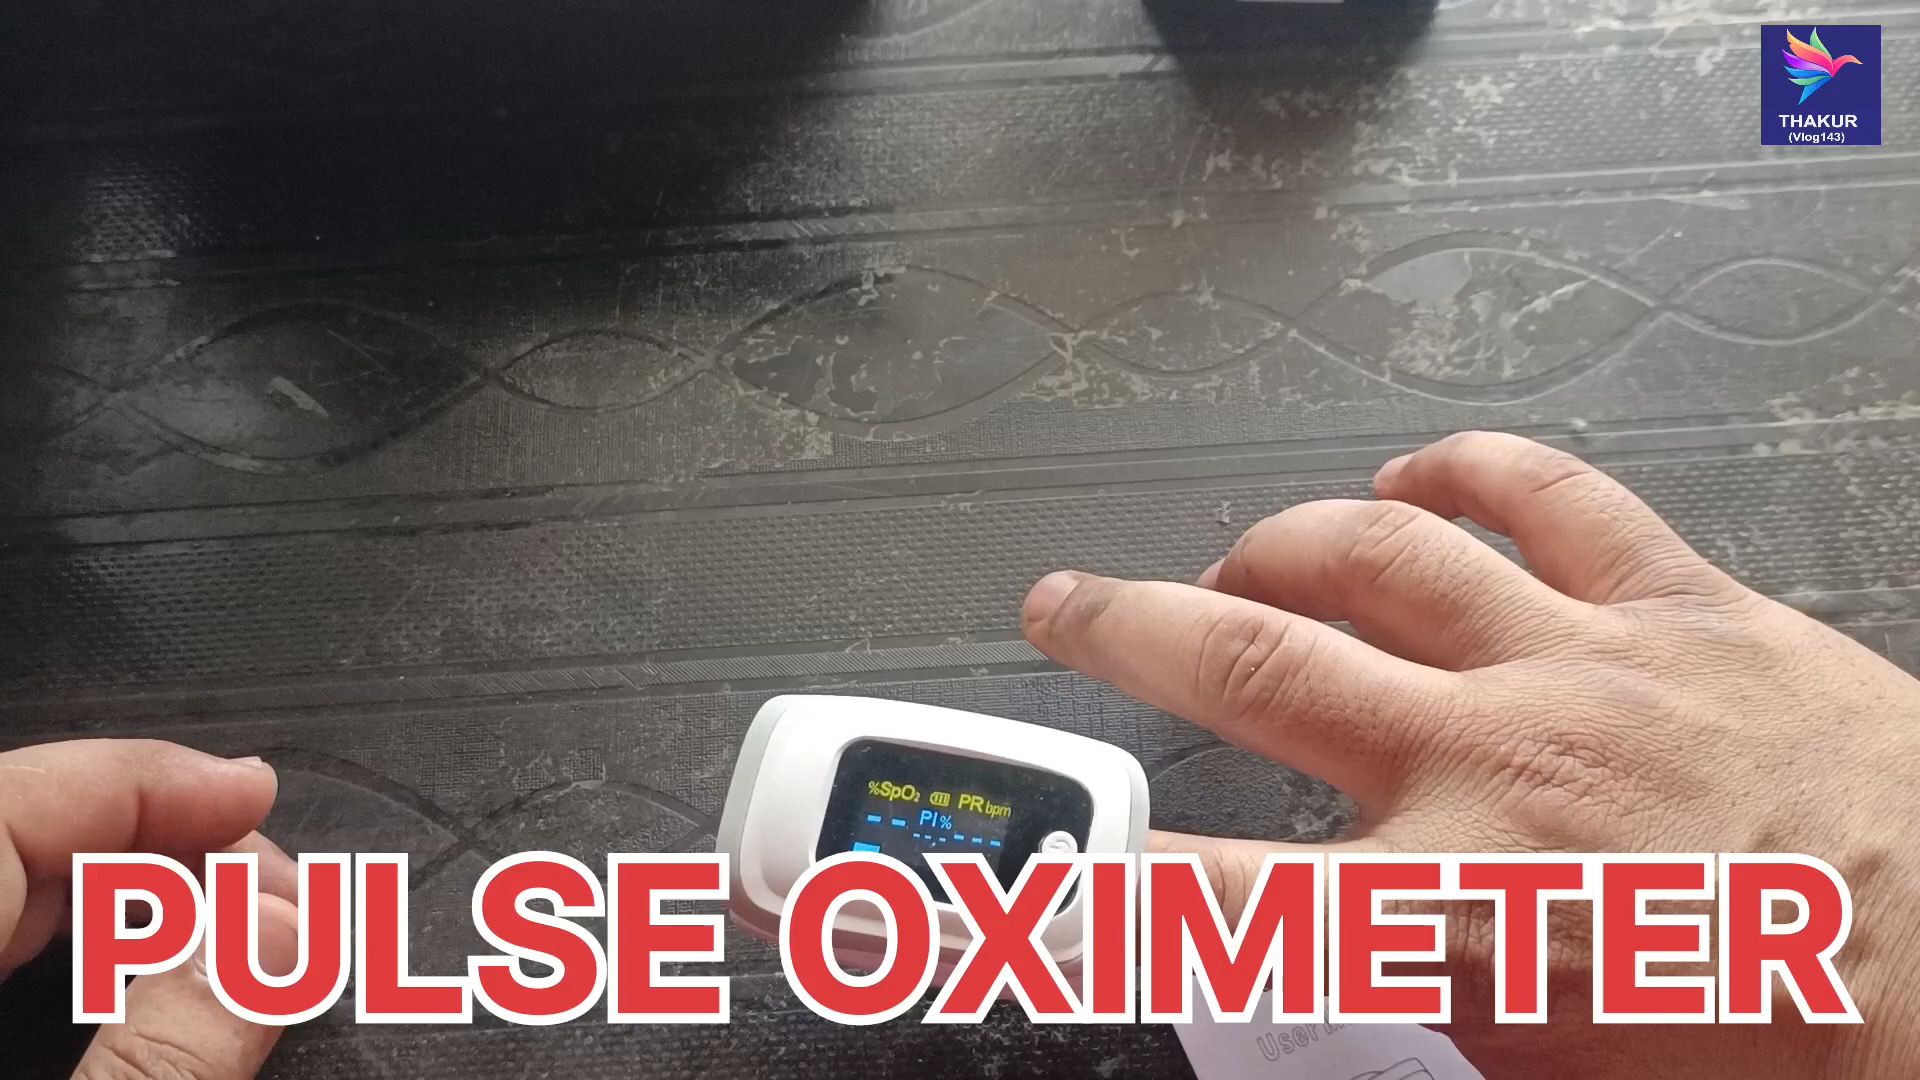 THAKUR
(Vlog143)
%SpO₂ PR bpm
PI%
PULSE OXIMETER
User